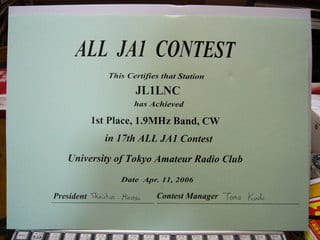 ALL JA1 CONTEST
This Certifies that Station
JL1LNC
has Achieved
1st Place, 1.9MHz Band, CW
in 17th ALL JA1 Contest
University of Tokyo Amateur Radio Club
Date Apr. 11, 2006
President Contest Manager